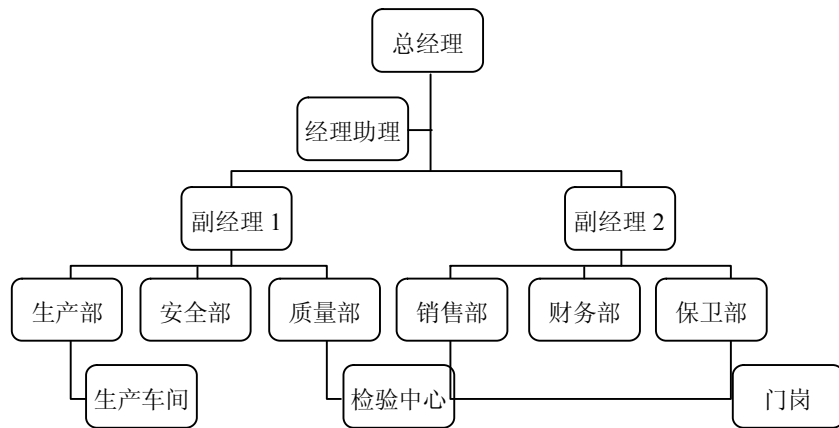 总经理
经理助理
副经理 1
副经理 2
生产部
安全部
质量部
销售部
财务部
保卫部
生产车间
检验中心
门岗